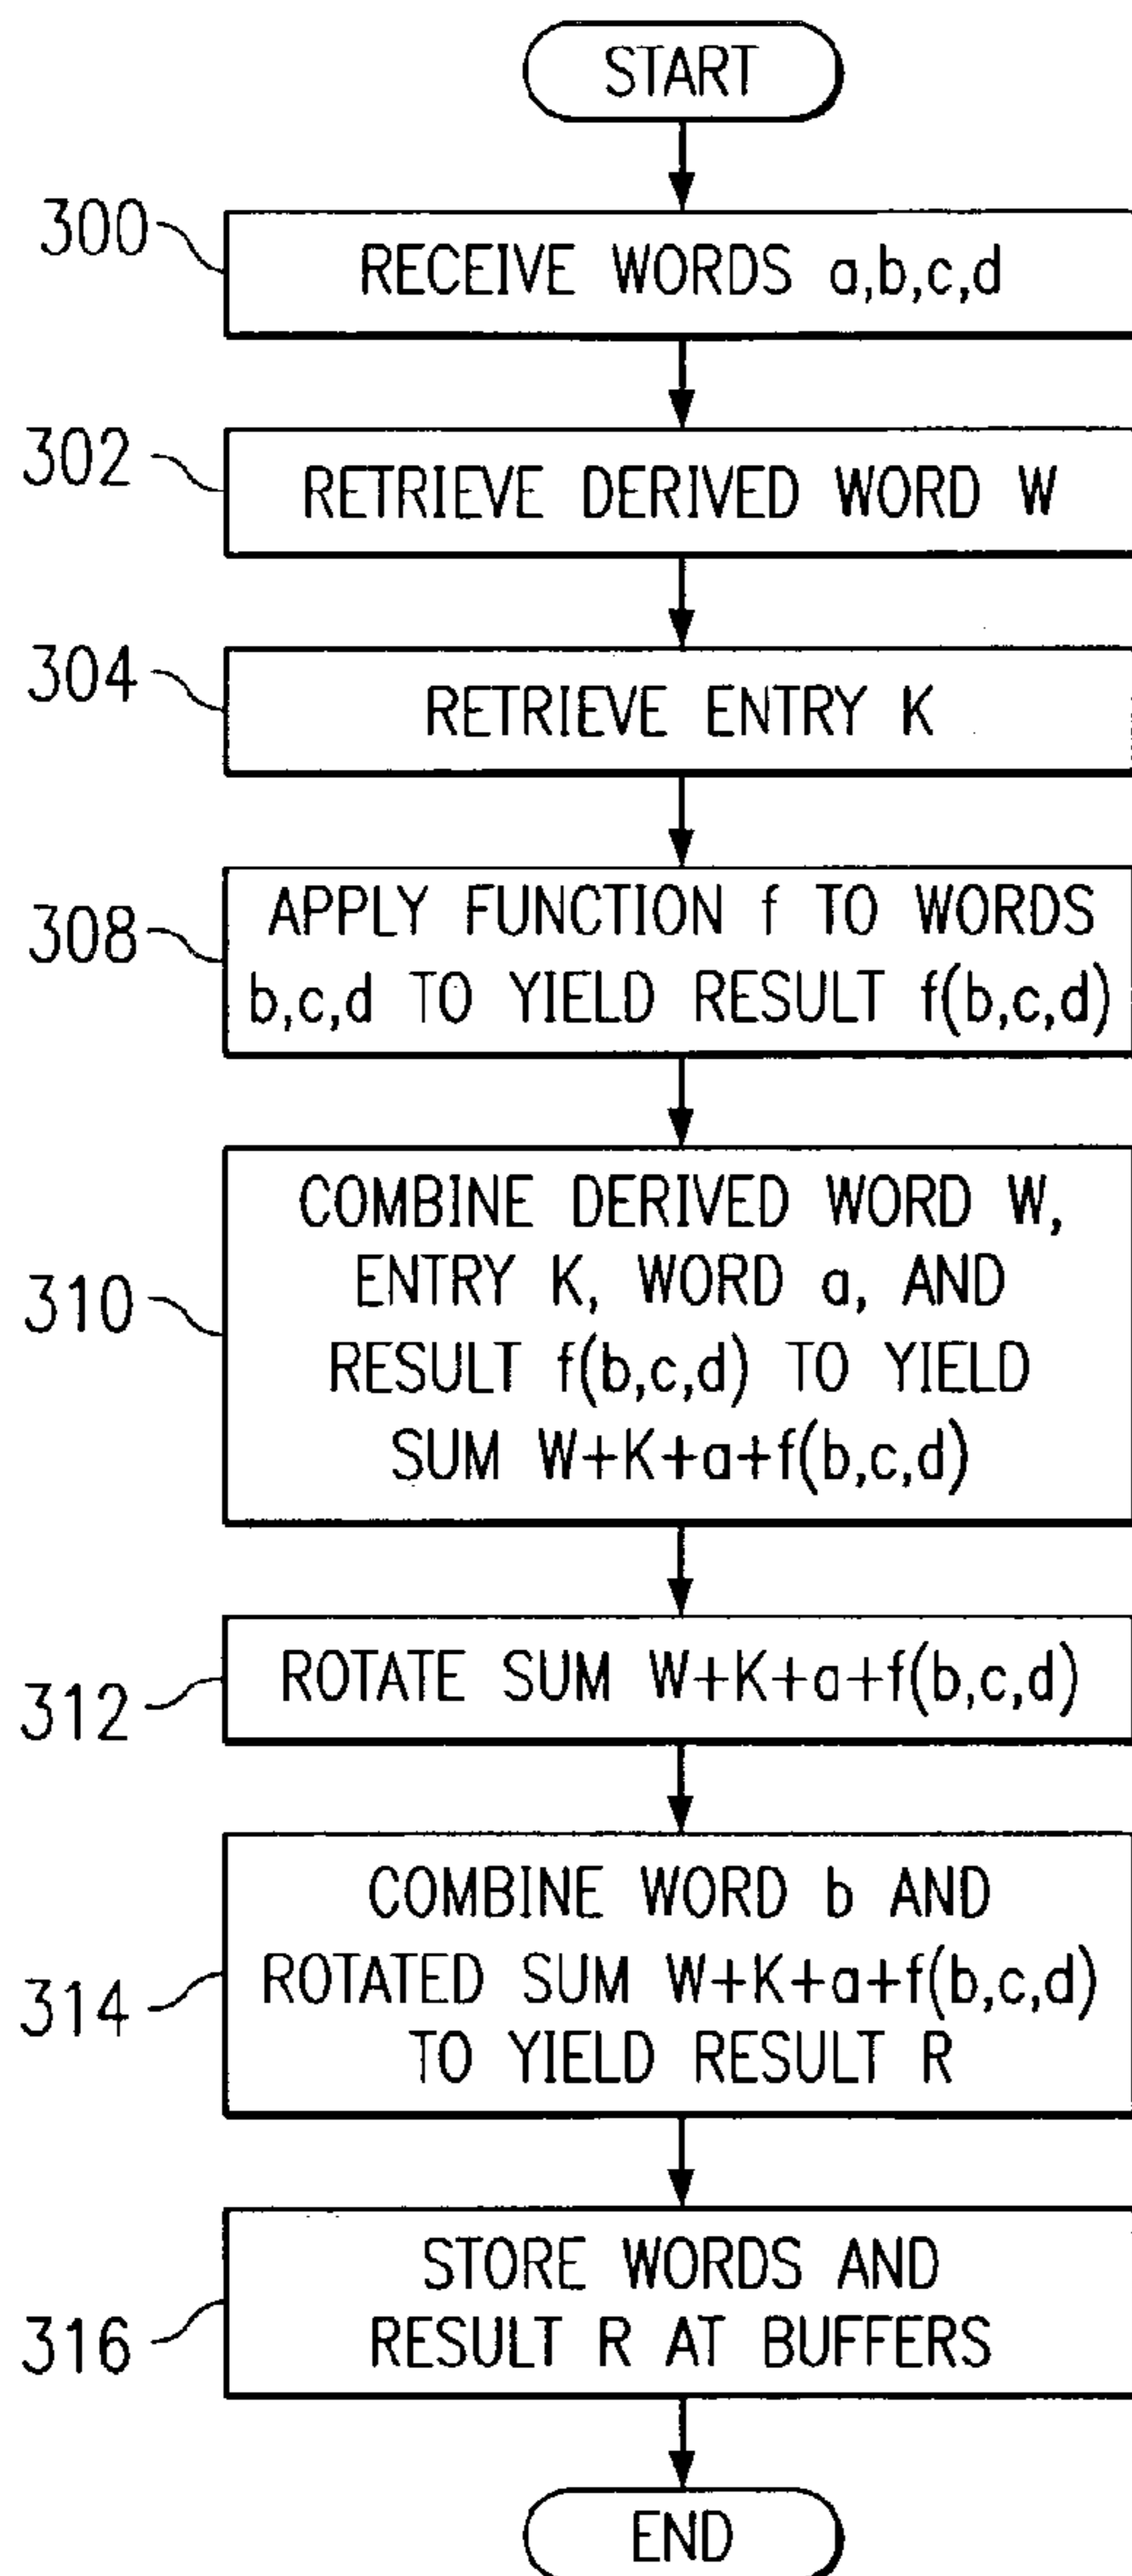 START
300
RECEIVE WORDS a,b,c,d
302
RETRIEVE DERIVED WORD W
304
RETRIEVE ENTRY K
308
APPLY FUNCTION f TO WORDS
b,c,d TO YIELD RESULT f(b,c,d)
310
COMBINE DERIVED WORD W,
ENTRY K, WORD a, AND
RESULT f(b,c,d) TO YIELD
SUM W+K+a+f(b,c,d)
312
ROTATE SUM W+K+a+f(b,c,d)
314
COMBINE WORD b AND
ROTATED SUM W+K+a+f(b,c,d)
TO YIELD RESULT R
316
STORE WORDS AND
RESULT R AT BUFFERS
END